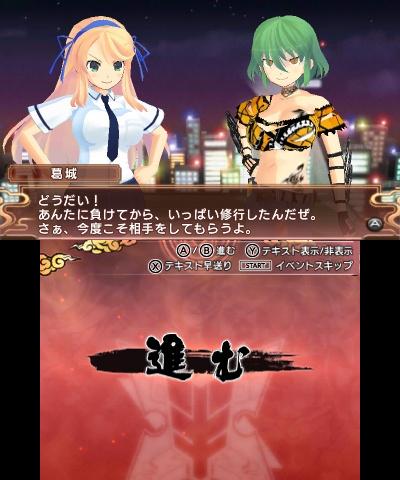 葛城
どうだい！
あんたに負けてから、いっぱい修行したんだぜ。
さぁ、今度こそ相手をしてもらうよ。
A
A/B進む Yテキスト表示/非表示
Xテキスト早送り START イベントスキップ
進む